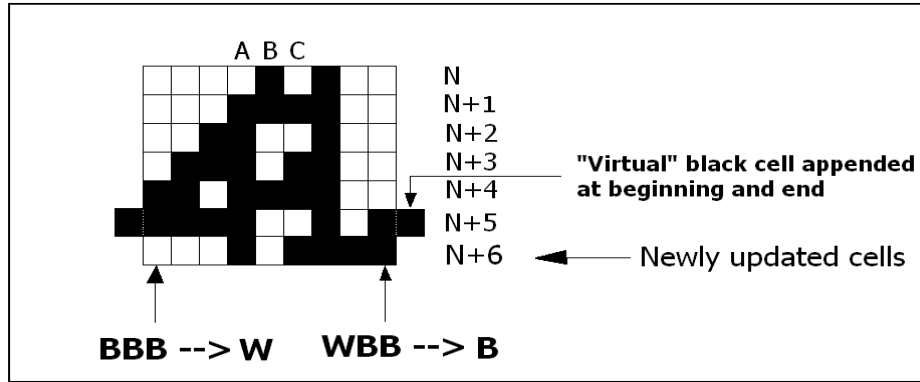 A B C
N
N+1
N+2
N+3
N+4
N+5
N+6
"Virtual" black cell appended
at beginning and end
Newly updated cells
BBB --> W
WBB --> B